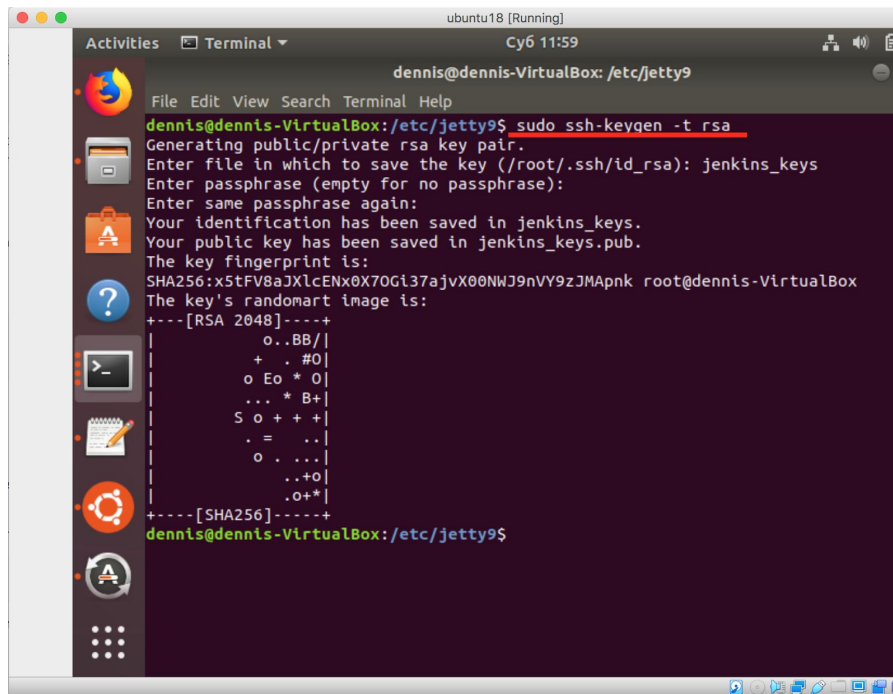 ubuntu18 [Running]
Activities Terminal Суб 11:59
dennis@dennis-VirtualBox: /etc/jetty9
File Edit View Search Terminal Help
dennis@dennis-VirtualBox:/etc/jetty9$ sudo ssh-keygen -t rsa
Generating public/private rsa key pair.
Enter file in which to save the key (/root/.ssh/id_rsa): jenkins_keys
Enter passphrase (empty for no passphrase):
Enter same passphrase again:
Your identification has been saved in jenkins_keys.
Your public key has been saved in jenkins_keys.pub.
The key fingerprint is:
SHA256:x5tFV8aJXlcENx0X7OGi37ajvX00NWJ9nVY9zJMApnk root@dennis-VirtualBox
The key's randomart image is:
+---[RSA 2048]----+
|           o..BB/|
|          +  . #O|
|         o Eo * O|
|         ... * B+|
|        S o + + +|
|         . =   ..|
|          o . ...|
|             ..+o|
|             .o+*|
+----[SHA256]-----+
dennis@dennis-VirtualBox:/etc/jetty9$